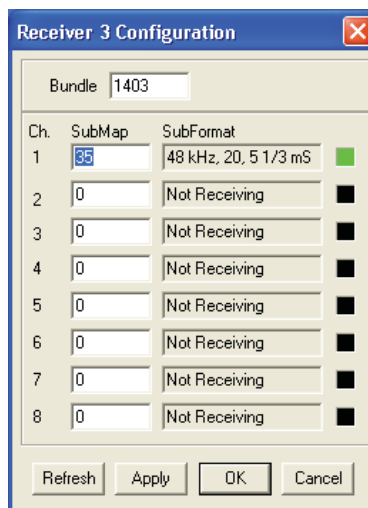 Receiver 3 Configuration
Bundle 1403
Ch. SubMap SubFormat
1 35 48 kHz, 20, 5 1/3 mS
2 0 Not Receiving
3 0 Not Receiving
4 0 Not Receiving
5 0 Not Receiving
6 0 Not Receiving
7 0 Not Receiving
8 0 Not Receiving
Refresh Apply OK Cancel